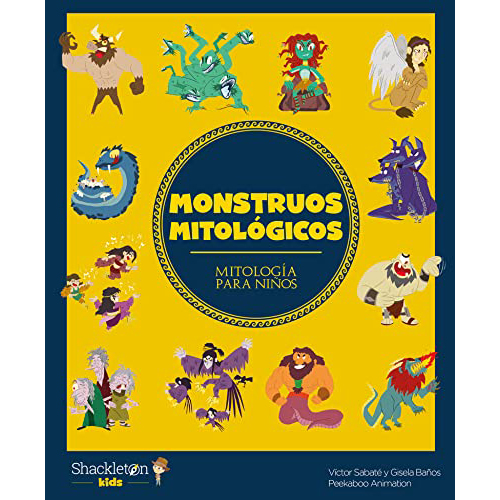 MONSTRUOS
MITOLÓGICOS
MITOLOGÍA
PARA NIÑOS
Shackleton
kids
Víctor Sabaté y Gisela Baños
Peekaboo Animation